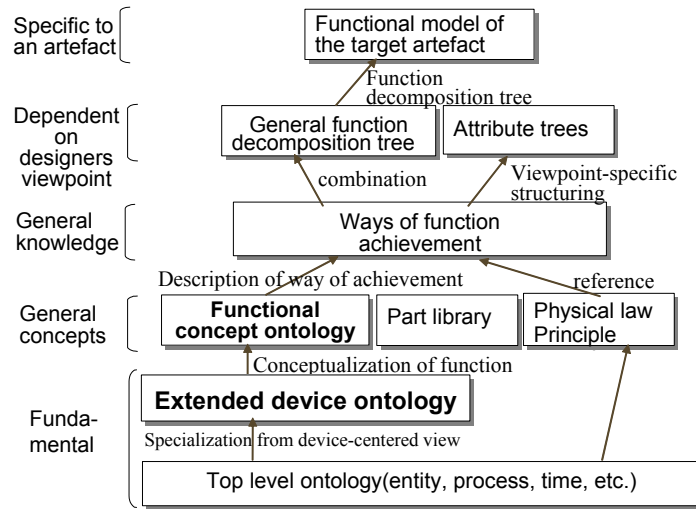 Specific to
an artefact
Functional model of
the target artefact
Function
decomposition tree
Dependent
on
designers
viewpoint
General function
decomposition tree
Attribute trees
combination
Viewpoint-specific
structuring
General
knowledge
Ways of function
achievement
Description of way of achievement
reference
General
concepts
Functional
concept ontology
Part library
Physical law
Principle
Conceptualization of function
Funda-
mental
Extended device ontology
Specialization from device-centered view
Top level ontology(entity, process, time, etc.)